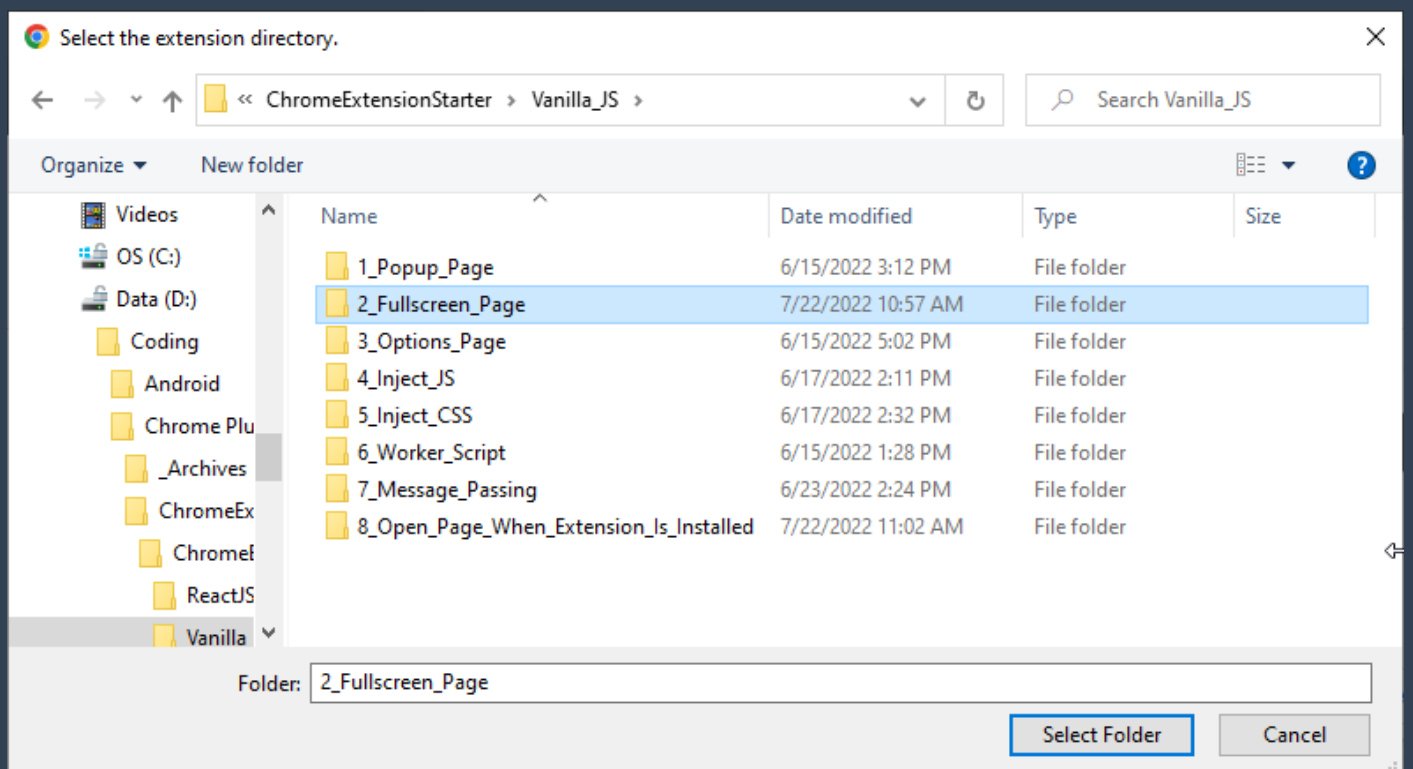 Select the extension directory.
« ChromeExtensionStarter > Vanilla_JS >
Search Vanilla_JS
Organize
New folder
?
Videos
OS (C:)
Data (D:)
Coding
Android
Chrome Plu
_Archives
ChromeEx
ChromeE
ReactJS
Vanilla
Name Date modified Type Size
1_Popup_Page 6/15/2022 3:12 PM File folder
2_Fullscreen_Page 7/22/2022 10:57 AM File folder
3_Options_Page 6/15/2022 5:02 PM File folder
4_Inject_JS 6/17/2022 2:11 PM File folder
5_Inject_CSS 6/17/2022 2:32 PM File folder
6_Worker_Script 6/15/2022 1:28 PM File folder
7_Message_Passing 6/23/2022 2:24 PM File folder
8_Open_Page_When_Extension_Is_Installed 7/22/2022 11:02 AM File folder
Folder: 2_Fullscreen_Page
Select Folder
Cancel